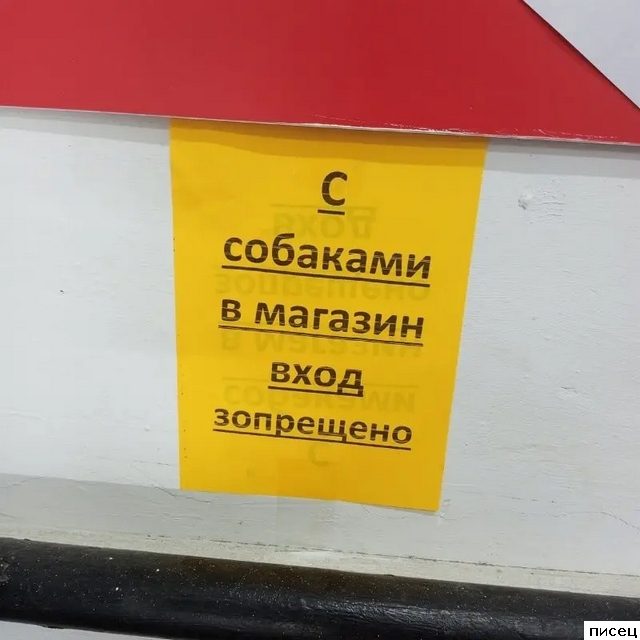 С
собаками
в магазин
вход
зопрещено
писец